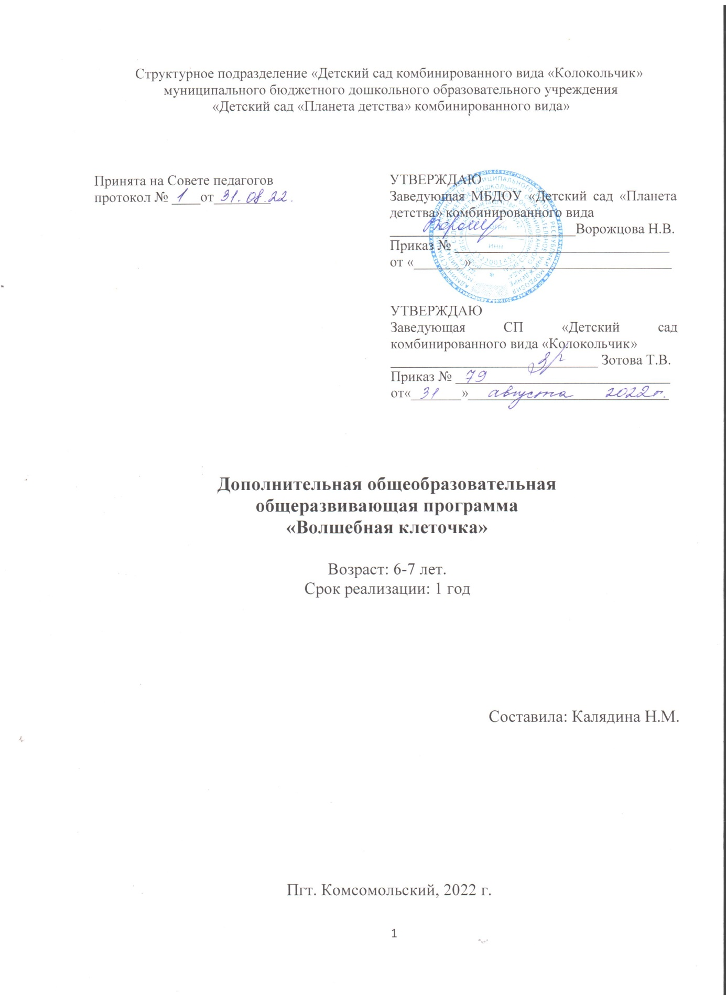 Структурное подразделение «Детский сад комбинированного вида «Колокольчик»
муниципального бюджетного дошкольного образовательного учреждения
«Детский сад «Планета детства» комбинированного вида»
Принята на Совете педагогов
протокол № 1 от 31.08.22.
УТВЕРЖДАЮ
Заведующая МБДОУ «Детский сад «Планета
детства» комбинированного вида
Ворожцова Н.В.
Приказ №
от « »
ОГРН
ИНН
УТВЕРЖДАЮ
Заведующая СП «Детский сад
комбинированного вида «Колокольчик»
Зотова Т.В.
Приказ № 79
от« 31 » августа 2022г.
Дополнительная общеобразовательная
общеразвивающая программа
«Волшебная клеточка»
Возраст: 6-7 лет.
Срок реализации: 1 год
Составила: Калядина Н.М.
Пгт. Комсомольский, 2022 г.
1